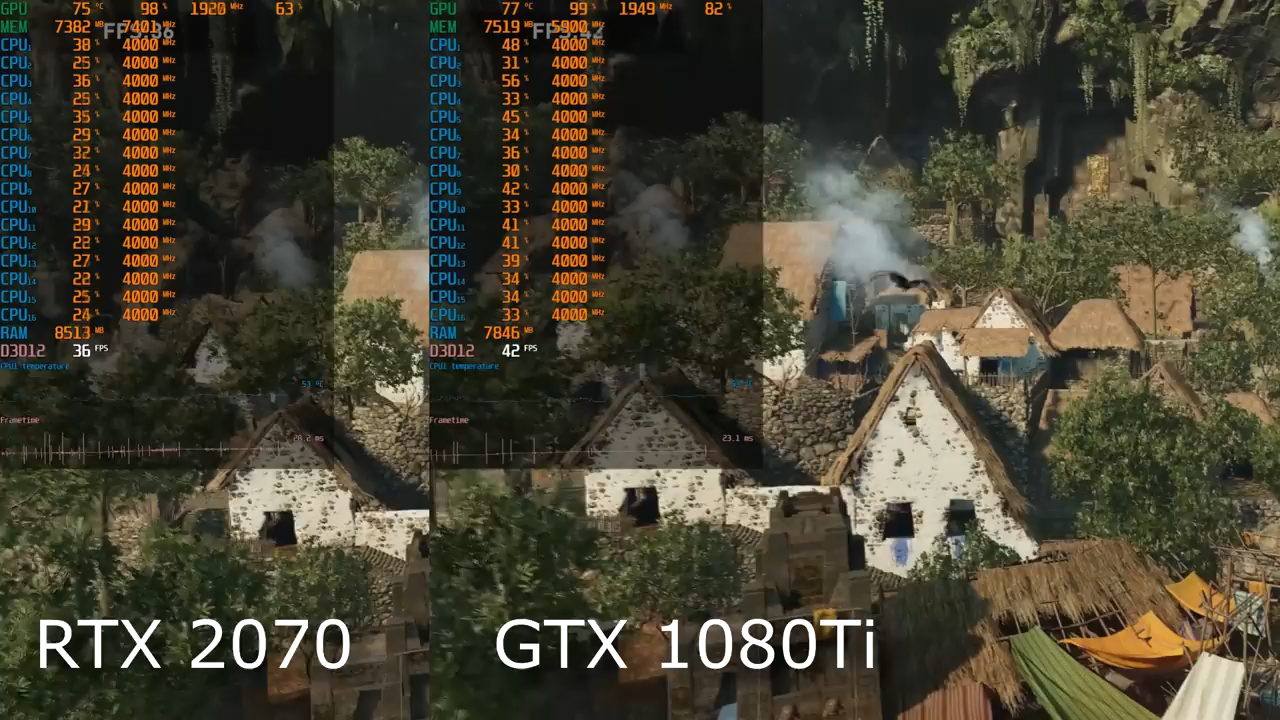 GPU 75 °C 98 % 1920 MHz 63 %
MEM 7382 MB 7401 MHz
FPS:36
CPU1 38 % 4000 MHz
CPU2 25 % 4000 MHz
CPU3 36 % 4000 MHz
CPU4 25 % 4000 MHz
CPU5 35 % 4000 MHz
CPU6 29 % 4000 MHz
CPU7 32 % 4000 MHz
CPU8 24 % 4000 MHz
CPU9 27 % 4000 MHz
CPU10 21 % 4000 MHz
CPU11 29 % 4000 MHz
CPU12 22 % 4000 MHz
CPU13 27 % 4000 MHz
CPU14 22 % 4000 MHz
CPU15 25 % 4000 MHz
CPU16 24 % 4000 MHz
RAM 8513 MB
D3D12 36 FPS
CPU1 temperature
53 °C
Frametime
28.2 ms
RTX 2070
GPU 77 °C 99 % 1949 MHz 82 %
MEM 7519 MB 5900 MHz
FPS:42
CPU1 48 % 4000 MHz
CPU2 31 % 4000 MHz
CPU3 56 % 4000 MHz
CPU4 33 % 4000 MHz
CPU5 45 % 4000 MHz
CPU6 34 % 4000 MHz
CPU7 36 % 4000 MHz
CPU8 30 % 4000 MHz
CPU9 42 % 4000 MHz
CPU10 33 % 4000 MHz
CPU11 41 % 4000 MHz
CPU12 41 % 4000 MHz
CPU13 39 % 4000 MHz
CPU14 34 % 4000 MHz
CPU15 34 % 4000 MHz
CPU16 33 % 4000 MHz
RAM 7846 MB
D3D12 42 FPS
CPU1 temperature
Frametime
23.1 ms
GTX 1080Ti